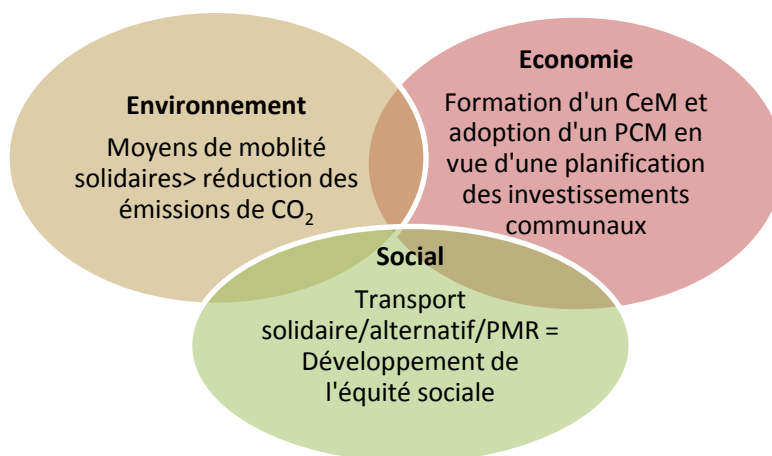 Environnement
Moyens de moblité
solidaires> réduction des
émissions de CO₂
Economie
Formation d'un CeM et
adoption d'un PCM en
vue d'une planification
des investissements
communaux
Social
Transport
solidaire/alternatif/PMR =
Développement de
l'équité sociale